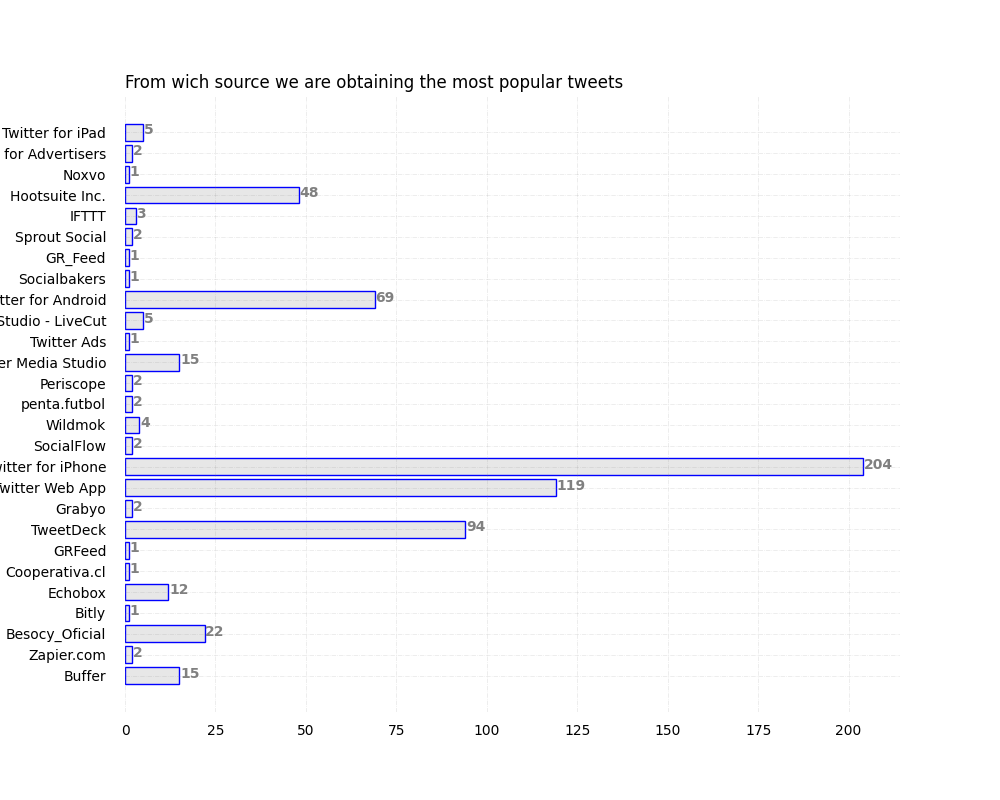 From wich source we are obtaining the most popular tweets
Twitter for iPad 5
for Advertisers 2
Noxvo 1
Hootsuite Inc. 48
IFTTT 3
Sprout Social 2
GR_Feed 1
Socialbakers 1
tter for Android 69
Studio - LiveCut 5
Twitter Ads 1
er Media Studio 15
Periscope 2
penta.futbol 2
Wildmok 4
SocialFlow 2
itter for iPhone 204
witter Web App 119
Grabyo 2
TweetDeck 94
GRFeed 1
Cooperativa.cl 1
Echobox 12
Bitly 1
Besocy_Oficial 22
Zapier.com 2
Buffer 15
0 25 50 75 100 125 150 175 200